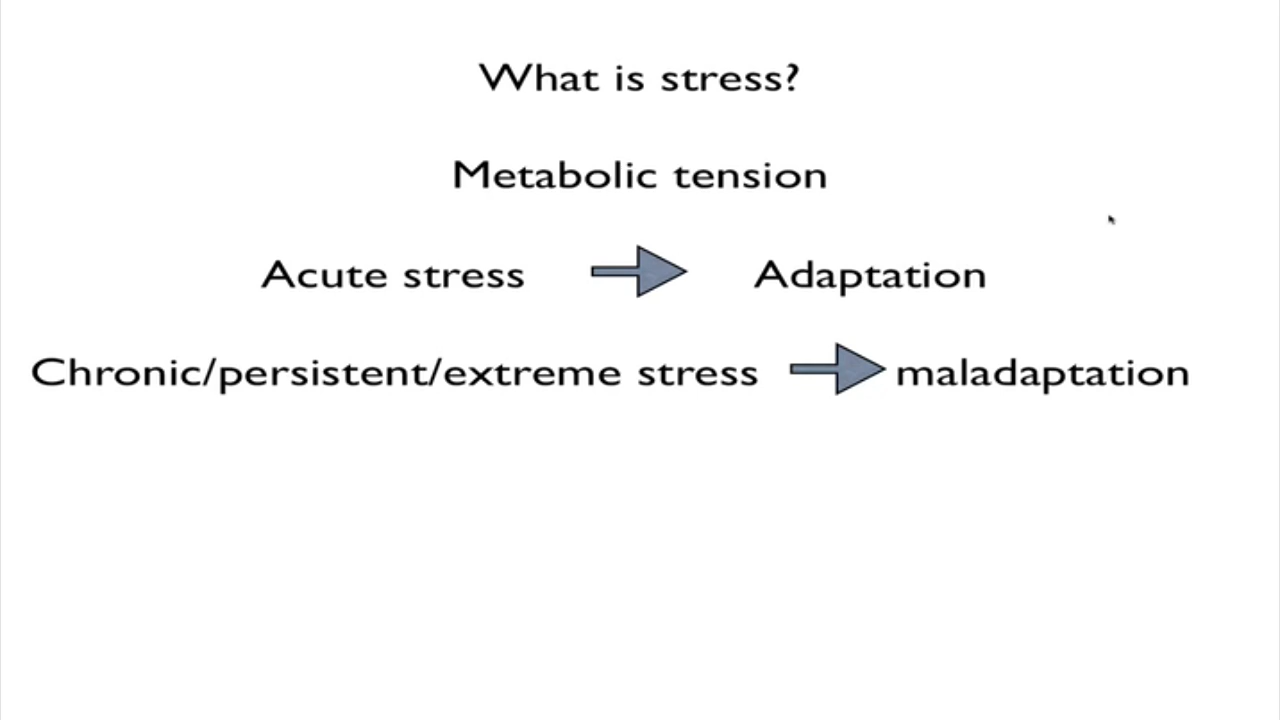 What is stress?
Metabolic tension
Acute stress Adaptation
Chronic/persistent/extreme stress maladaptation